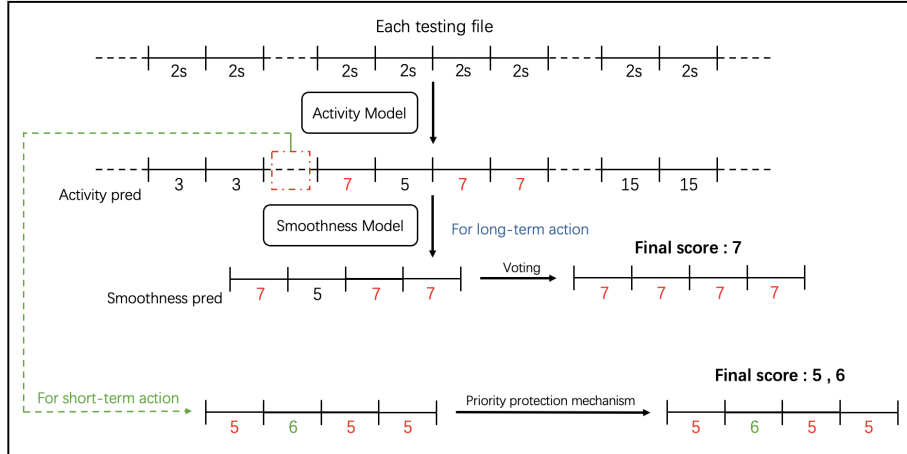 Each testing file
2s 2s 2s 2s 2s 2s 2s 2s
Activity Model
Activity pred 3 3 7 5 7 7 15 15
Smoothness Model
For long-term action
Final score : 7
Voting
Smoothness pred 7 5 7 7 7 7 7 7
Final score : 5 , 6
For short-term action
Priority protection mechanism
5 6 5 5 5 6 5 5